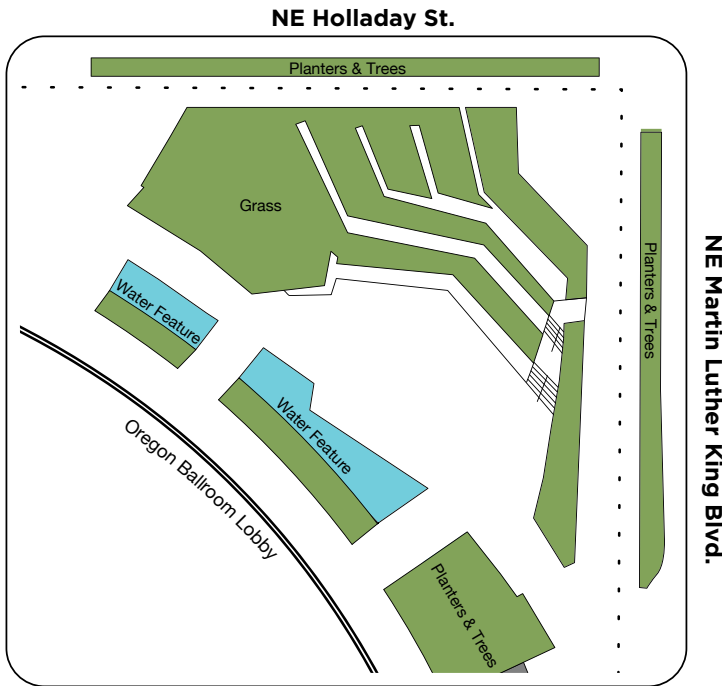 NE Holladay St.
Planters & Trees
Grass
Water Feature
Planters & Trees
NE Martin Luther King Blvd.
Water Feature
Oregon Ballroom Lobby
Planters & Trees